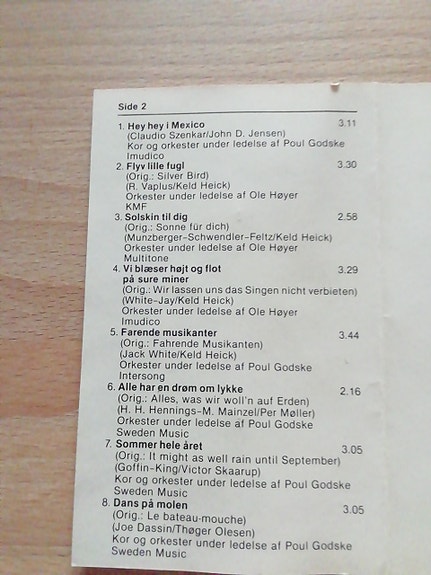 Side 2
1. Hey hey i Mexico 3.11
(Claudio Szenkar/John D. Jensen)
Kor og orkester under ledelse af Poul Godske
Imudico
2. Flyv lille fugl 3.30
(Orig.: Silver Bird)
(R. Vaplus/Keld Heick)
Orkester under ledelse af Ole Høyer
KMF
3. Solskin til dig 2.58
(Orig.: Sonne für dich)
(Munzberger-Schwendler-Feltz/Keld Heick)
Orkester under ledelse af Ole Høyer
Multitone
4. Vi blæser højt og flot 3.29
på sure miner
(Orig.: Wir lassen uns das Singen nicht verbieten)
(White-Jay/Keld Heick)
Orkester under ledelse af Ole Høyer
Imudico
5. Farende musikanter 3.44
(Orig.: Fahrende Musikanten)
(Jack White/Keld Heick)
Orkester under ledelse af Poul Godske
Intersong
6. Alle har en drøm om lykke 2.16
(Orig.: Alles, was wir woll'n auf Erden)
(H. H. Hennings-M. Mainzel/Per Møller)
Orkester under ledelse af Poul Godske
Sweden Music
7. Sommer hele året 3.05
(Orig.: It might as well rain until September)
(Goffin-King/Victor Skaarup)
Kor og orkester under ledelse af Poul Godske
Sweden Music
8. Dans på molen 3.05
(Orig.: Le bateau-mouche)
(Joe Dassin/Thøger Olesen)
Kor og orkester under ledelse af Poul Godske
Sweden Music